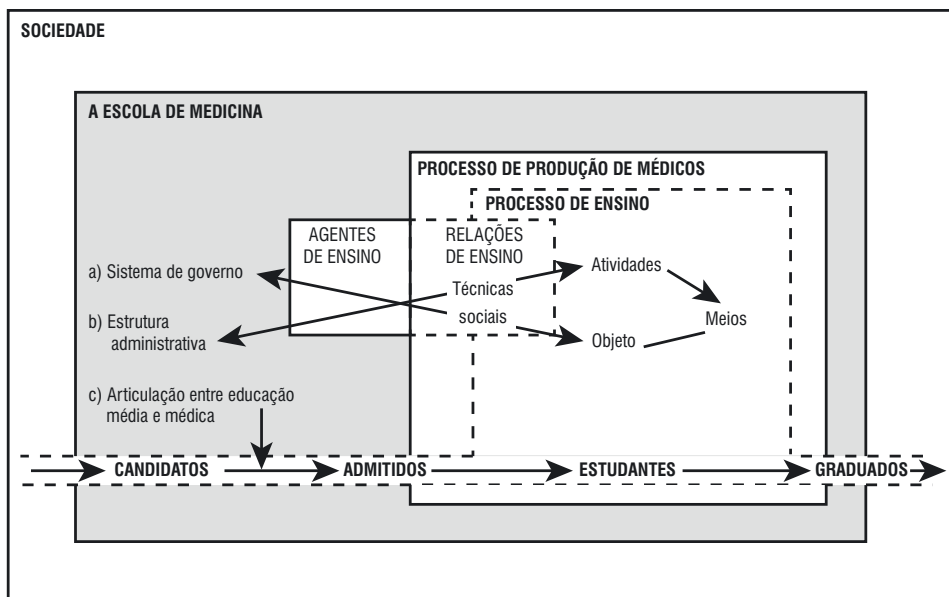 SOCIEDADE
A ESCOLA DE MEDICINA
PROCESSO DE PRODUÇÃO DE MÉDICOS
PROCESSO DE ENSINO
AGENTES
DE ENSINO
RELAÇÕES
DE ENSINO
a) Sistema de governo
Técnicas
sociais
Atividades
Meios
Objeto
b) Estrutura
administrativa
c) Articulação entre educação
média e médica
CANDIDATOS
ADMITIDOS
ESTUDANTES
GRADUADOS